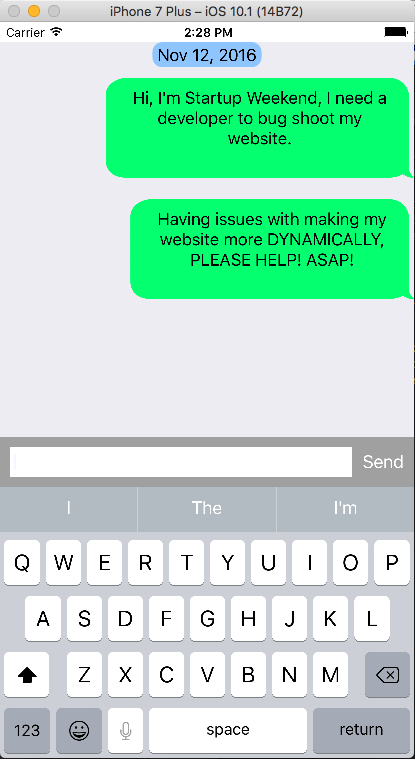 iPhone 7 Plus – iOS 10.1 (14B72)
Carrier 2:28 PM
Nov 12, 2016
Hi, I'm Startup Weekend, I need a
developer to bug shoot my
website.
Having issues with making my
website more DYNAMICALLY,
PLEASE HELP! ASAP!
Send
I The I'm
Q W E R T Y U I O P
A S D F G H J K L
Z X C V B N M
123 space return